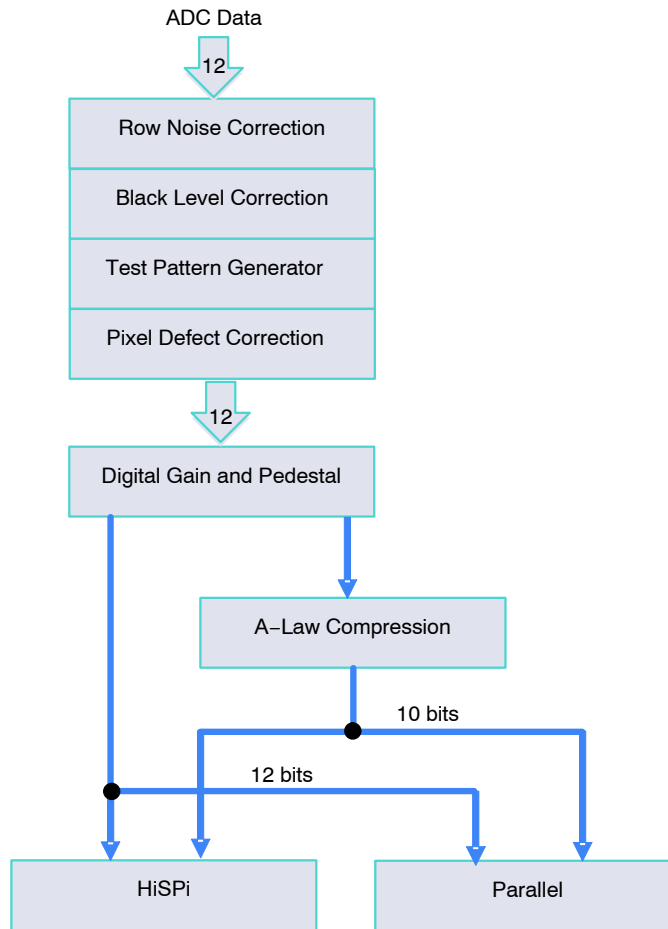 ADC Data
12
Row Noise Correction
Black Level Correction
Test Pattern Generator
Pixel Defect Correction
12
Digital Gain and Pedestal
A−Law Compression
10 bits
12 bits
HiSPi
Parallel